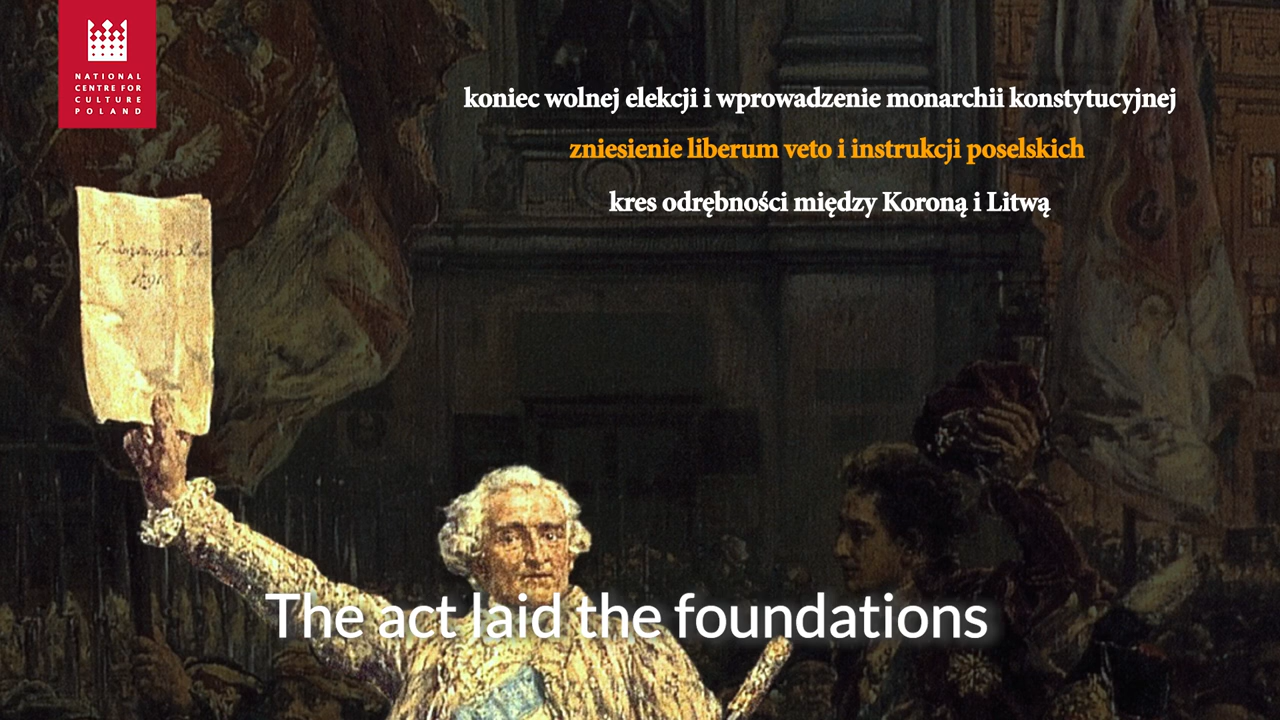 NATIONAL
CENTRE FOR
CULTURE
POLAND
koniec wolnej elekcji i wprowadzenie monarchii konstytucyjnej
zniesienie liberum veto i instrukcji poselskich
kres odrębności między Koroną i Litwą
The act laid the foundations